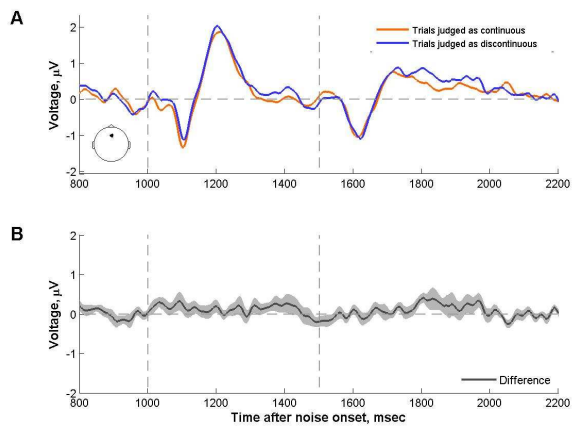 A
2
1
0
-1
-2
Voltage, µV
Trials judged as continuous
Trials judged as discontinuous
800 1000 1200 1400 1600 1800 2000 2200
B
2
1
0
-1
-2
Voltage, µV
Difference
800 1000 1200 1400 1600 1800 2000 2200
Time after noise onset, msec